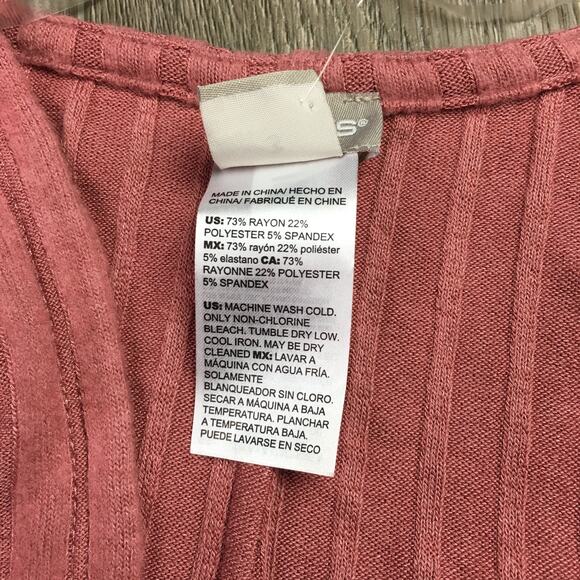 S®
MADE IN CHINA/ HECHO EN
CHINA/ FABRIQUÉ EN CHINE
US: 73% RAYON 22%
POLYESTER 5% SPANDEX
MX: 73% rayón 22% poliéster
5% elastano CA: 73%
RAYONNE 22% POLYESTER
5% SPANDEX
US: MACHINE WASH COLD.
ONLY NON-CHLORINE
BLEACH. TUMBLE DRY LOW.
COOL IRON. MAY BE DRY
CLEANED MX: LAVAR A
MÁQUINA CON AGUA FRÍA.
SOLAMENTE
BLANQUEADOR SIN CLORO.
SECAR A MÁQUINA A BAJA
TEMPERATURA. PLANCHAR
A TEMPERATURA BAJA.
PUEDE LAVARSE EN SECO